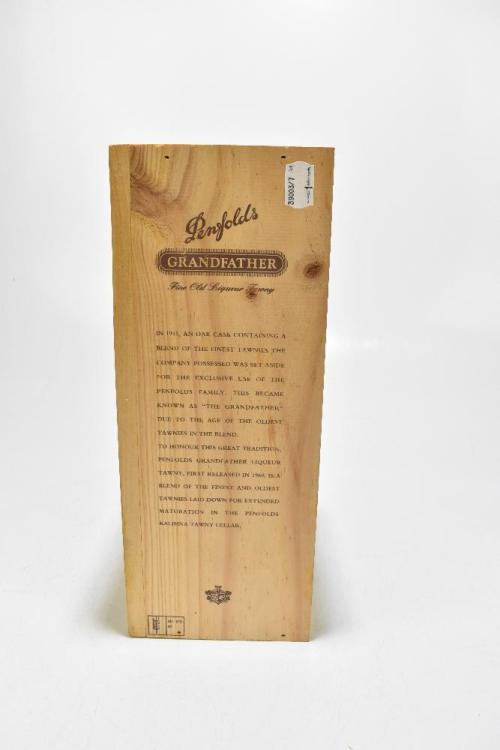 39003/7
Penfolds
GRANDFATHER
Fine Old Liqueur Tawny
IN 1915, AN OAK CASK CONTAINING A
BLEND OF THE FINEST TAWNIES THE
COMPANY POSSESSED WAS SET ASIDE
FOR THE EXCLUSIVE USE OF THE
PENFOLDS FAMILY. THIS BECAME
KNOWN AS "THE GRANDFATHER"
DUE TO THE AGE OF THE OLDEST
TAWNIES IN THE BLEND.
TO HONOUR THIS GREAT TRADITION,
PENFOLDS GRANDFATHER LIQUEUR
TAWNY, FIRST RELEASED IN 1960, IS A
BLEND OF THE FINEST AND OLDEST
TAWNIES LAID DOWN FOR EXTENDED
MATURATION IN THE PENFOLDS
KALIMNA TAWNY CELLAR.